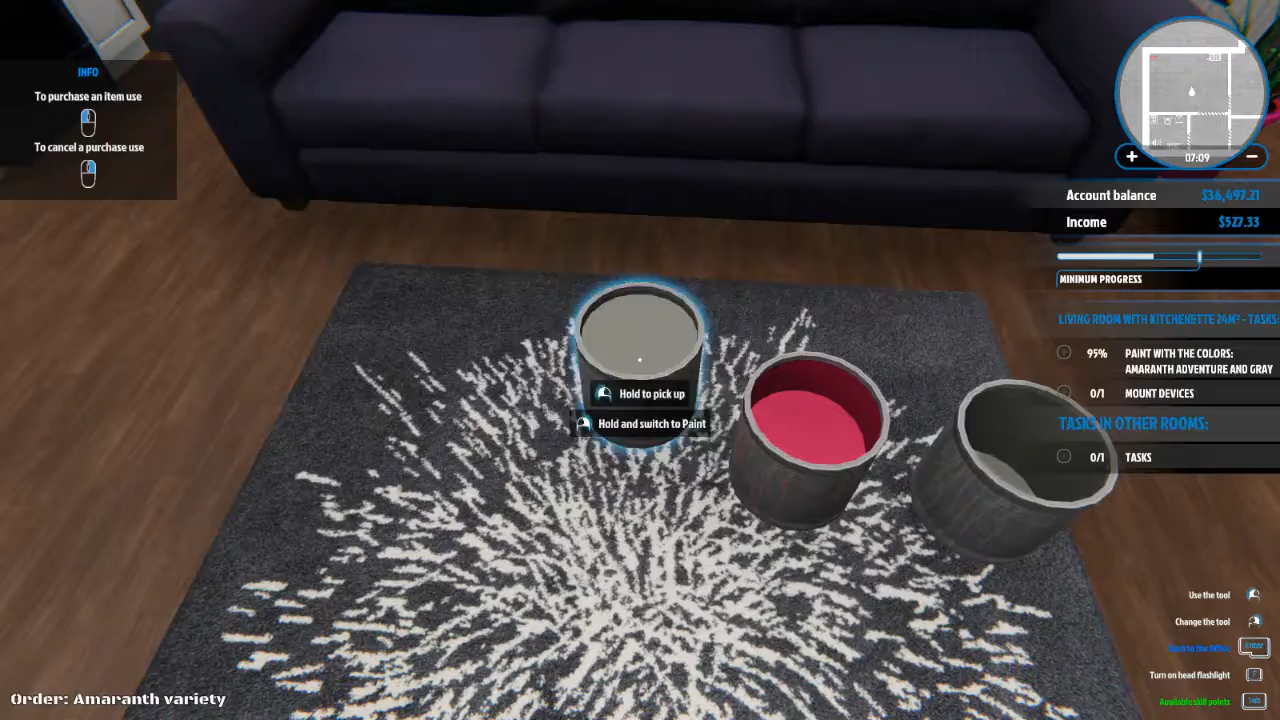 INFO
To purchase an item use
To cancel a purchase use
07:09
Account balance $36,497.21
Income $527.33
MINIMUM PROGRESS
LIVING ROOM WITH KITCHENETTE 24M² - TASKS:
95% PAINT WITH THE COLORS:
AMARANTH ADVENTURE AND GRAY
0/1 MOUNT DEVICES
TASKS IN OTHER ROOMS:
0/1 TASKS
Hold to pick up
Hold and switch to Paint
Use the tool
Change the tool
Back to the Office Enter
Turn on head flashlight F
Available skill points Tab
Order: Amaranth variety